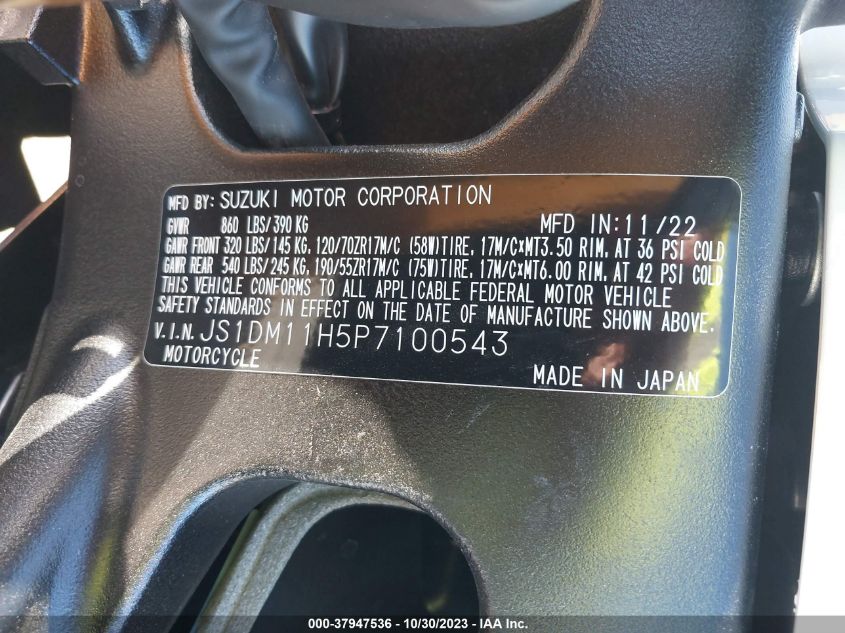 MFD BY: SUZUKI MOTOR CORPORATION
GVWR 860 LBS/390 KG MFD IN:11/22
GAWR FRONT 320 LBS/145 KG, 120/70ZR17M/C (58W)TIRE, 17M/C×MT3.50 RIM, AT 36 PSI COLD
GAWR REAR 540 LBS/245 KG, 190/55ZR17M/C (75W)TIRE, 17M/C×MT6.00 RIM, AT 42 PSI COLD
THIS VEHICLE CONFORMS TO ALL APPLICABLE FEDERAL MOTOR VEHICLE
SAFETY STANDARDS IN EFFECT ON THE DATE OF MANUFACTURE SHOWN ABOVE.
V.I.N. JS1DM11H5P7100543
MOTORCYCLE MADE IN JAPAN
000-37947536 - 10/30/2023 - IAA Inc.